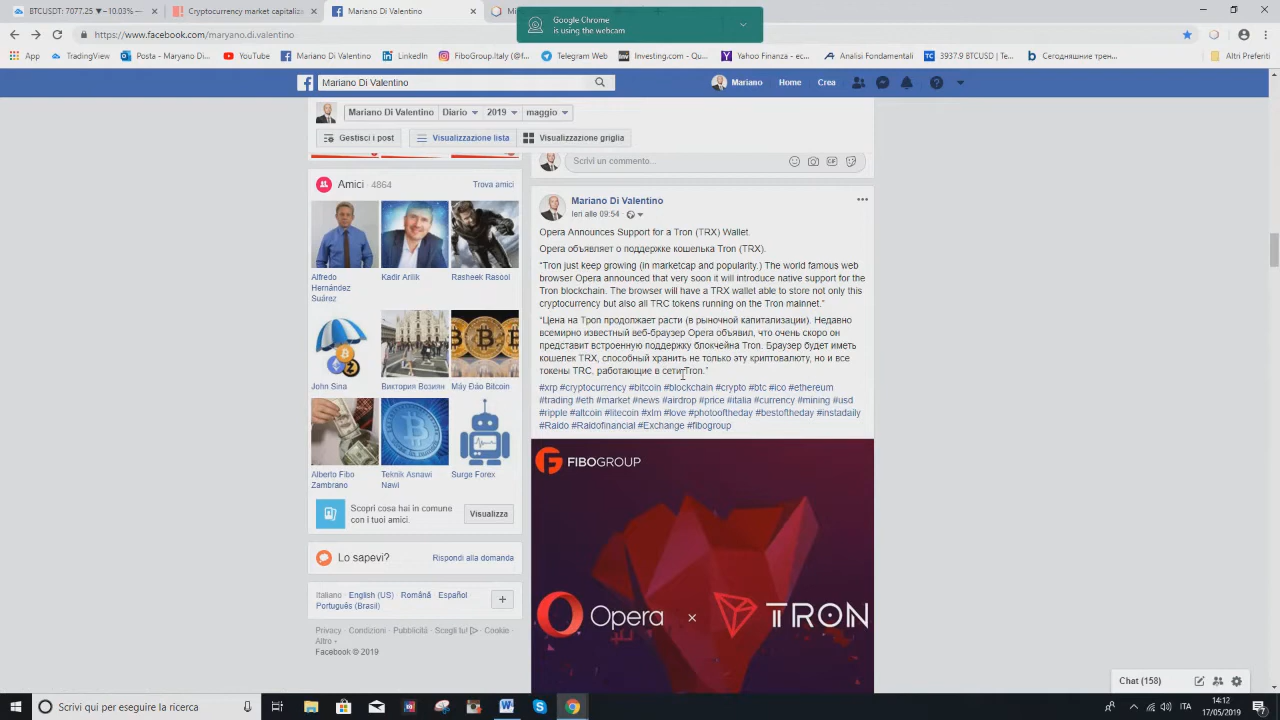 BTCUSDT: 7077.25 ▼−10.03% —
Cryptocurrency market capitaliz
Mariano Di Valentino
Google Chrome
is using the webcam
https://www.facebook.com/maryano.di.valentino
App
TradingView
Posta - Maryano Di V
LinkedIn
FiboGroup.Italy (@f
Telegram Web
Investing.com - Qu
Yahoo Finanza - ec
Analisi Fondamentali
3937.9 BTCUSD | Te
Сегодняшние трен
Altri Preferiti
Mariano Di Valentino
Mariano
Home
Crea
Mariano Di Valentino
Diario
2019
maggio
Gestisci i post
Visualizzazione lista
Visualizzazione griglia
Scrivi un commento...
Amici · 4864
Trova amici
Alfredo
Hernández
Suárez
Kadir Arilik
Rasheek Rasool
John Sina
Виктория Возиян
Máy Đào Bitcoin
Alberto Fibo
Zambrano
Teknik Asnawi
Nawi
Surge Forex
Scopri cosa hai in comune
con i tuoi amici.
Visualizza
Lo sapevi?
Rispondi alla domanda
Italiano · English (US) · Română · Español ·
Português (Brasil)
Privacy · Condizioni · Pubblicità · Scegli tu! · Cookie ·
Altro
Facebook © 2019
Mariano Di Valentino
Ieri alle 09:54 ·
Opera Announces Support for a Tron (TRX) Wallet.
Opera объявляет о поддержке кошелька Tron (TRX).
“Tron just keep growing (in marketcap and popularity.) The world famous web
browser Opera announced that very soon it will introduce native support for the
Tron blockchain. The browser will have a TRX wallet able to store not only this
cryptocurrency but also all TRC tokens running on the Tron mainnet.”
“Цена на Трон продолжает расти (в рыночной капитализации). Недавно
всемирно известный веб-браузер Opera объявил, что очень скоро он
представит встроенную поддержку блокчейна Tron. Браузер будет иметь
кошелек TRX, способный хранить не только эту криптовалюту, но и все
токены TRC, работающие в сетиTron.”
#xrp #cryptocurrency #bitcoin #blockchain #crypto #btc #ico #ethereum
#trading #eth #market #news #airdrop #price #italia #currency #mining #usd
#ripple #altcoin #litecoin #xlm #love #photooftheday #bestoftheday #instadaily
#Raido #Raidofinancial #Exchange #fibogroup
FIBOGROUP
Opera × TRON
Chat (158)
Scrivi qui per eseguire la ricerca
ITA
14:12
17/05/2019